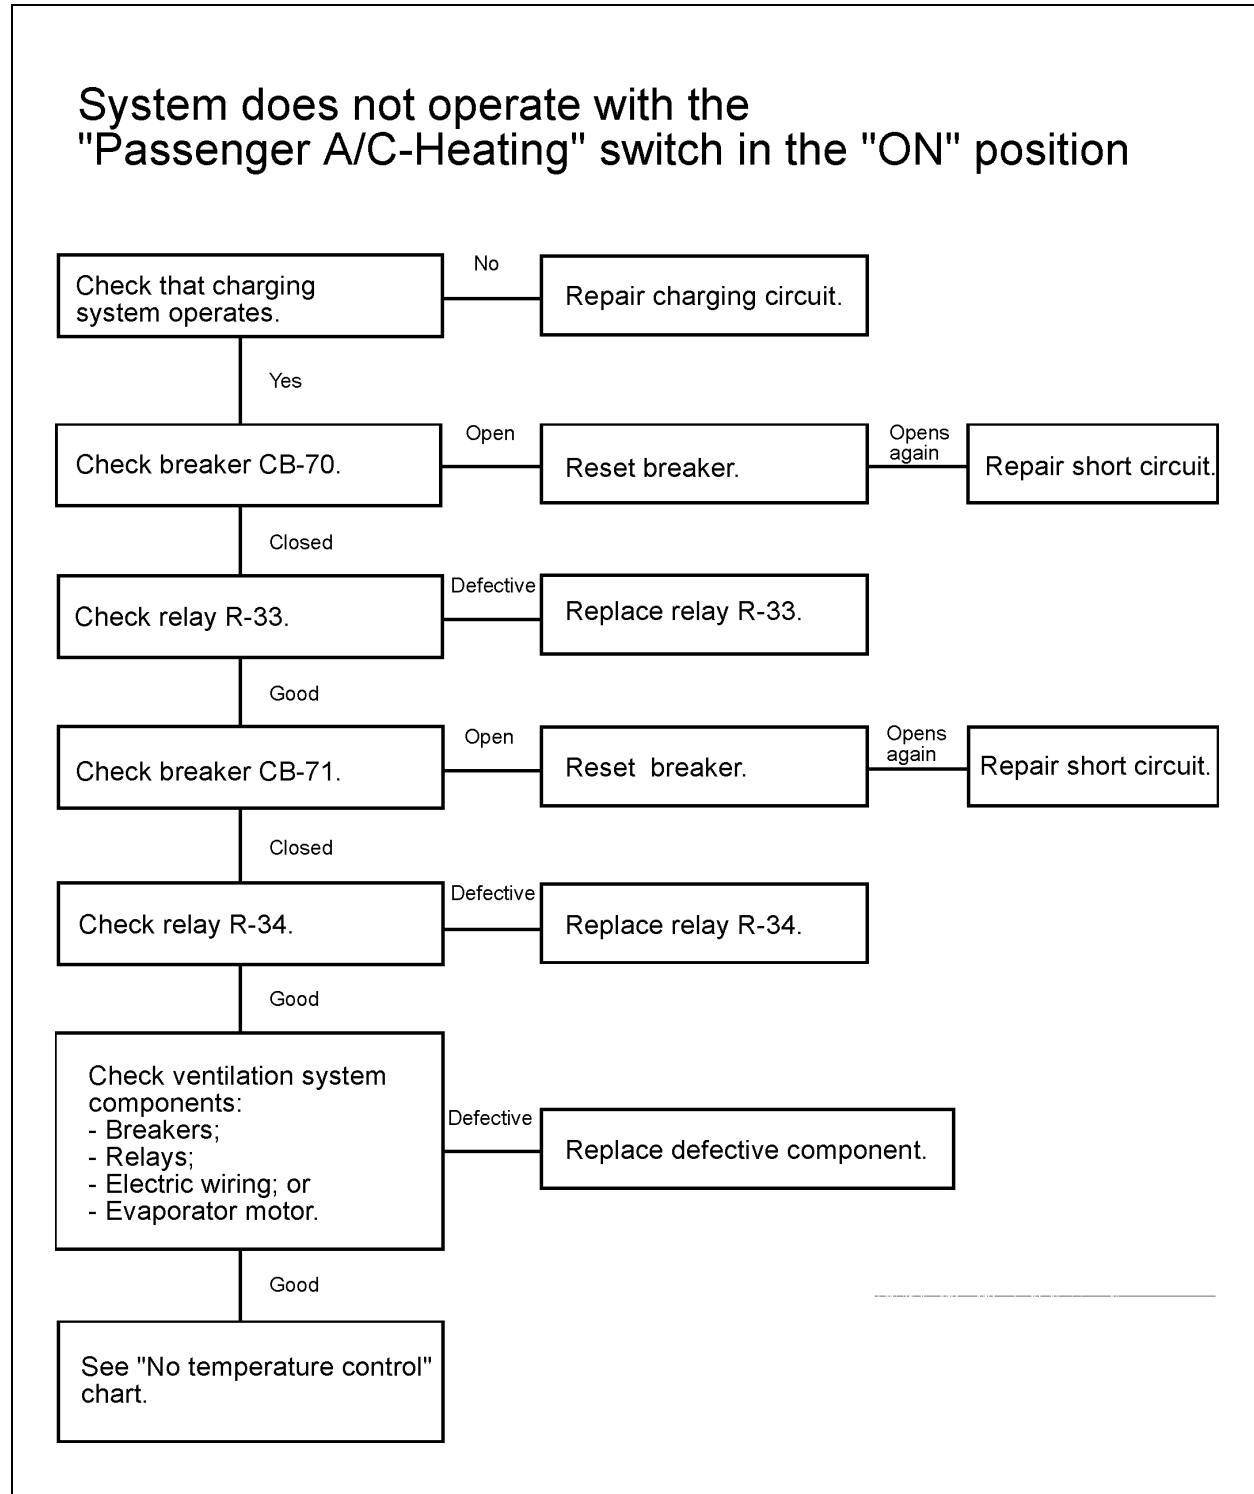 System does not operate with the
"Passenger A/C-Heating" switch in the "ON" position
Check that charging
system operates.
No
Repair charging circuit.
Yes
Check breaker CB-70.
Open
Reset breaker.
Opens
again
Repair short circuit.
Closed
Check relay R-33.
Defective
Replace relay R-33.
Good
Check breaker CB-71.
Open
Reset  breaker.
Opens
again
Repair short circuit.
Closed
Check relay R-34.
Defective
Replace relay R-34.
Good
Check ventilation system
components:
- Breakers;
- Relays;
- Electric wiring; or
- Evaporator motor.
Defective
Replace defective component.
Good
See "No temperature control"
chart.